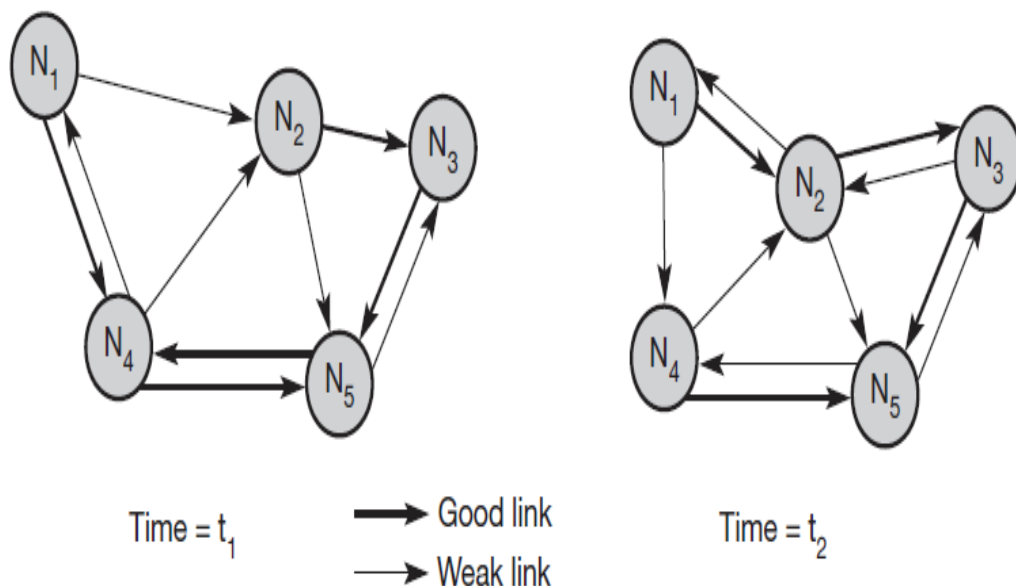 N₁
N₂
N₃
N₄
N₅
Time = t₁
N₁
N₂
N₃
N₄
N₅
Time = t₂
Good link
Weak link